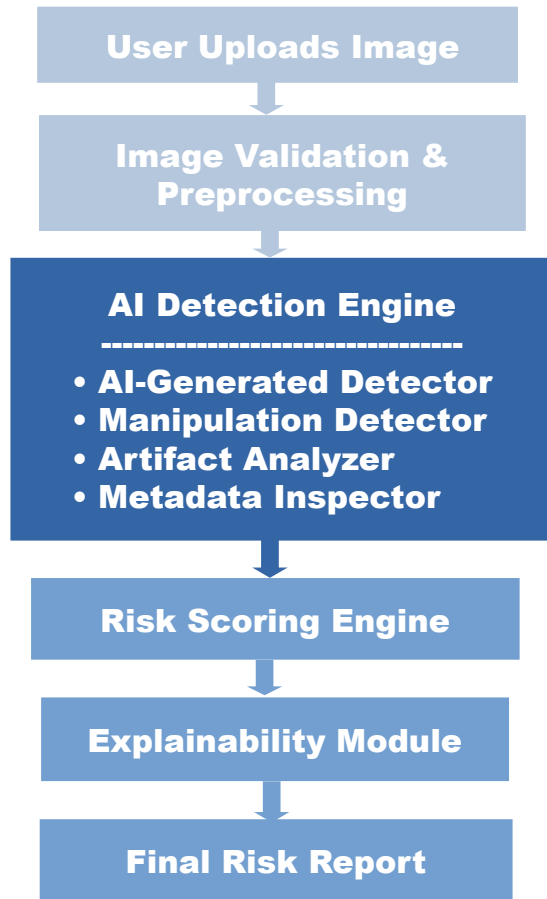 User Uploads Image
Image Validation &
Preprocessing
AI Detection Engine
----------------------------------
• AI-Generated Detector
• Manipulation Detector
• Artifact Analyzer
• Metadata Inspector
Risk Scoring Engine
Explainability Module
Final Risk Report